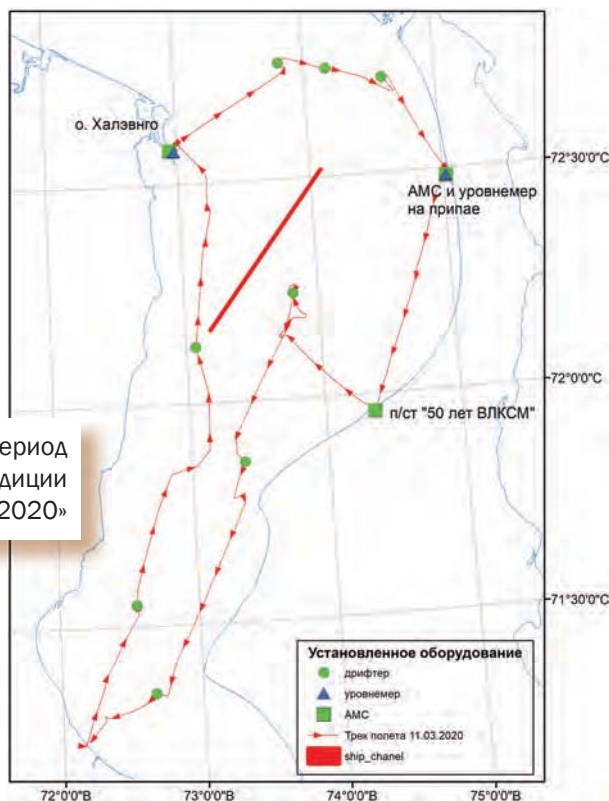 о. Халэвнго
72°30'0"С
АМС и уровнемер
на припае
72°0'0"С
п/ст "50 лет ВЛКСМ"
ериод
диции
2020»
71°30'0"С
Установленное оборудование
дрифтер
уровнемер
АМС
Трек полета 11.03.2020
ship_chanel
72°0'0"В
73°0'0"В
74°0'0"В
75°0'0"В